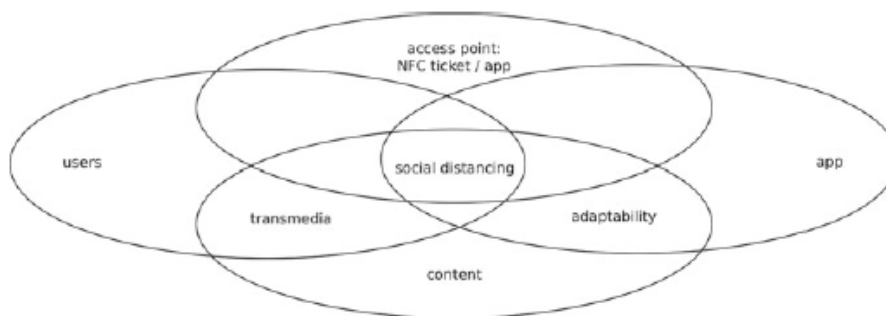 access point:
NFC ticket / app
users
social distancing
app
transmedia
adaptability
content